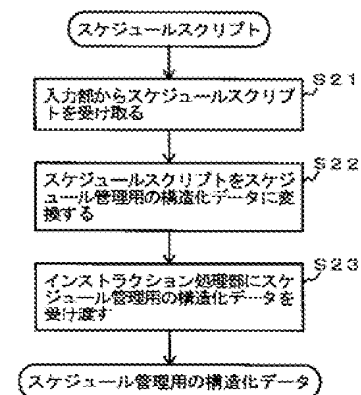 スケジュールスクリプト
S21
入力部からスケジュールスクリプ
トを受け取る
S22
スケジュールスクリプトをスケジ
ュール管理用の構造化データに変
換する
S23
インストラクション処理部にスケ
ジュール管理用の構造化データを
受け渡す
スケジュール管理用の構造化データ